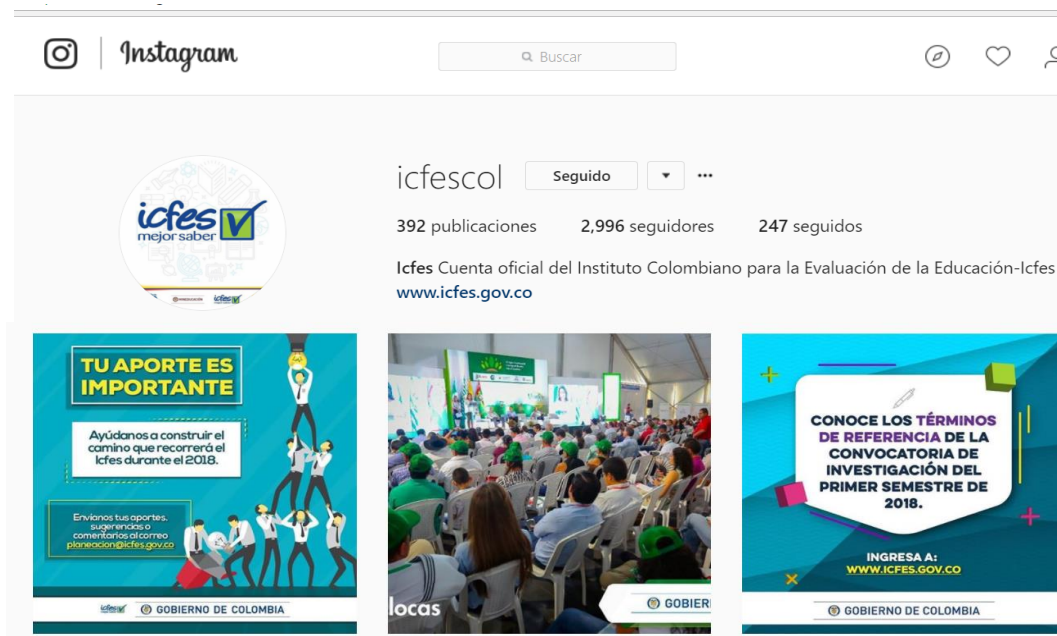 Instagram
Buscar
icfescol Seguido
392 publicaciones 2,996 seguidores 247 seguidos
Icfes Cuenta oficial del Instituto Colombiano para la Evaluación de la Educación-Icfes
www.icfes.gov.co
icfes
mejor saber
icfes
TU APORTE ES
IMPORTANTE
Ayúdanos a construir el
camino que recorrerá el
Icfes durante el 2018.
Envíanos tus aportes,
sugerencias o
comentarios al correo
planeacion@icfes.gov.co
icfes GOBIERNO DE COLOMBIA
locas
GOBIER
CONOCE LOS TÉRMINOS
DE REFERENCIA DE LA
CONVOCATORIA DE
INVESTIGACIÓN DEL
PRIMER SEMESTRE DE
2018.
INGRESA A:
WWW.ICFES.GOV.CO
GOBIERNO DE COLOMBIA